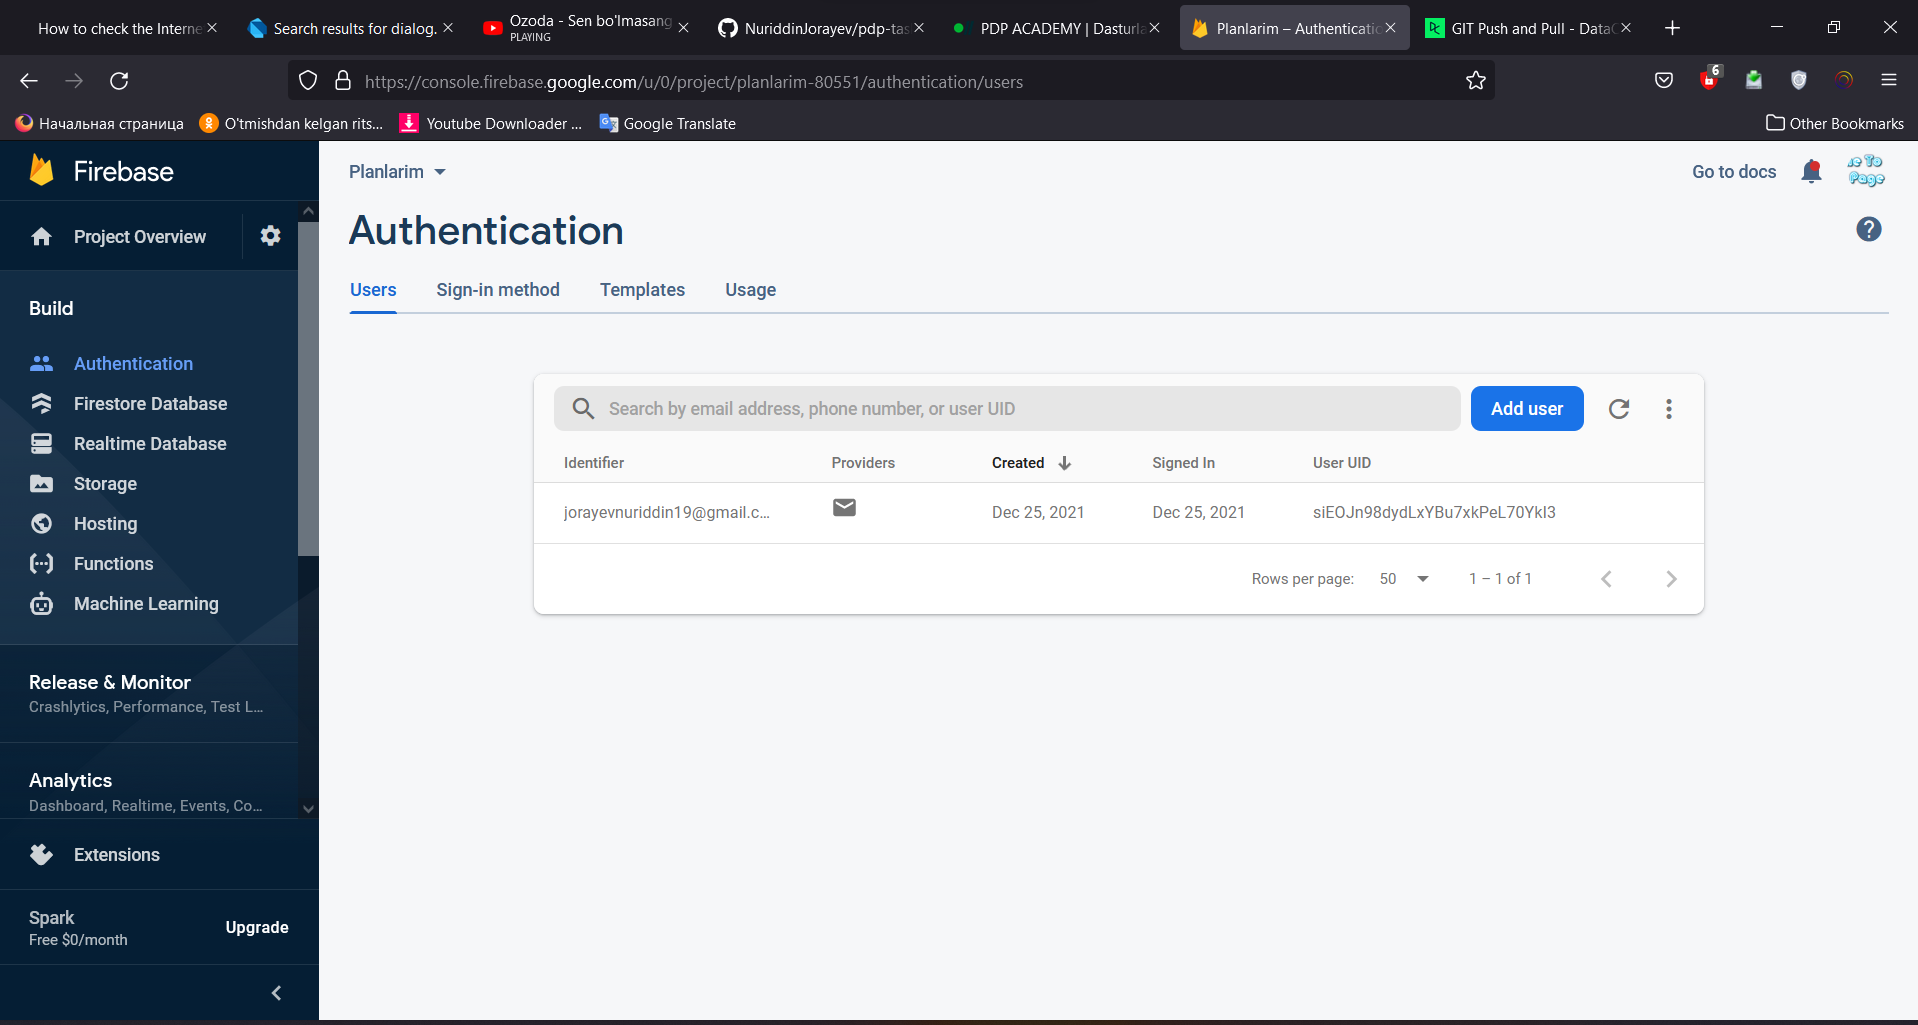 How to check the Interne
Search results for dialog.
Ozoda - Sen bo'lmasang
PLAYING
NuriddinJorayev/pdp-tas
PDP ACADEMY | Dasturla
Planlarim – Authenticatio
GIT Push and Pull - DataC
https://console.firebase.google.com/u/0/project/planlarim-80551/authentication/users
6
Начальная страница
O'tmishdan kelgan rits...
Youtube Downloader ...
Google Translate
Other Bookmarks
Firebase
Planlarim
Go to docs
Project Overview
Authentication
Users
Sign-in method
Templates
Usage
Build
Authentication
Firestore Database
Realtime Database
Storage
Hosting
Functions
Machine Learning
Search by email address, phone number, or user UID
Add user
Identifier
Providers
Created
Signed In
User UID
jorayevnuriddin19@gmail.c...
Dec 25, 2021
Dec 25, 2021
siEOJn98dydLxYBu7xkPeL70YkI3
Rows per page:
50
1 – 1 of 1
Release & Monitor
Crashlytics, Performance, Test L...
Analytics
Dashboard, Realtime, Events, Co...
Extensions
Spark
Free $0/month
Upgrade